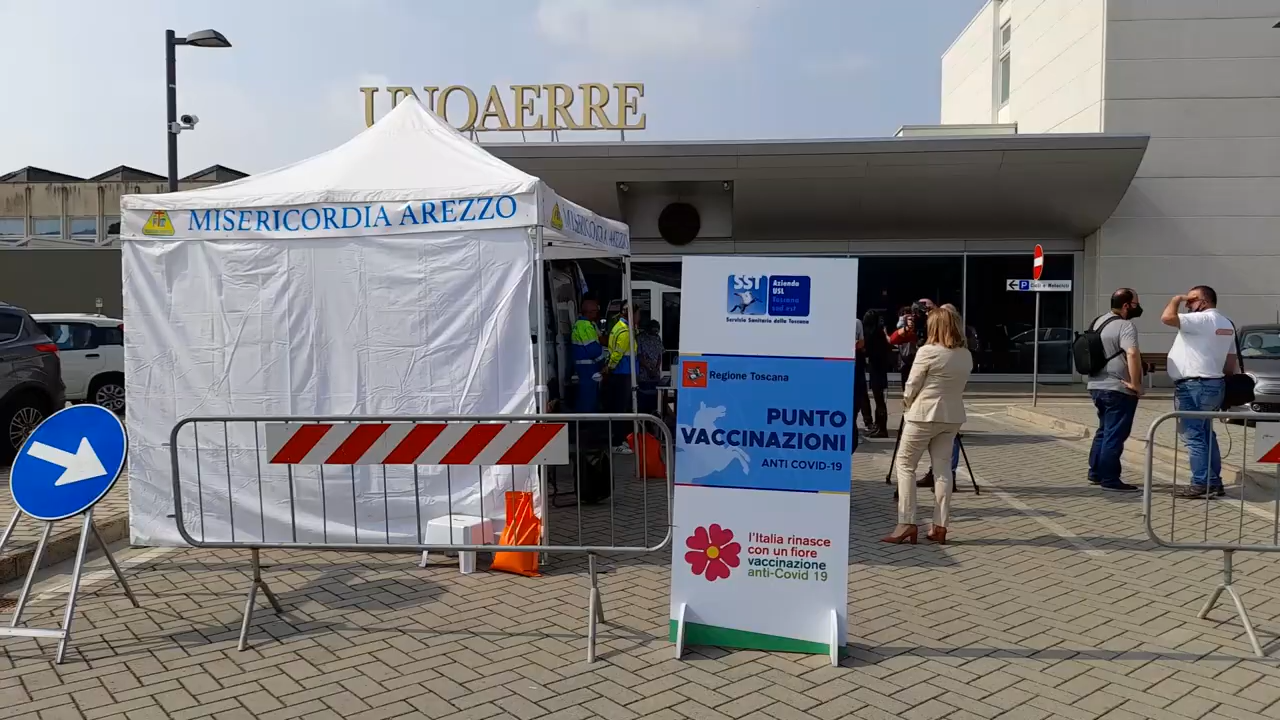 UNOAERRE
MISERICORDIA AREZZO
MISERICORDIA AREZZO
SST
Azienda
USL
Toscana
sud est
Servizio Sanitario della Toscana
Regione Toscana
PUNTO
VACCINAZIONI
ANTI COVID-19
l'Italia rinasce
con un fiore
vaccinazione
anti-Covid 19
P